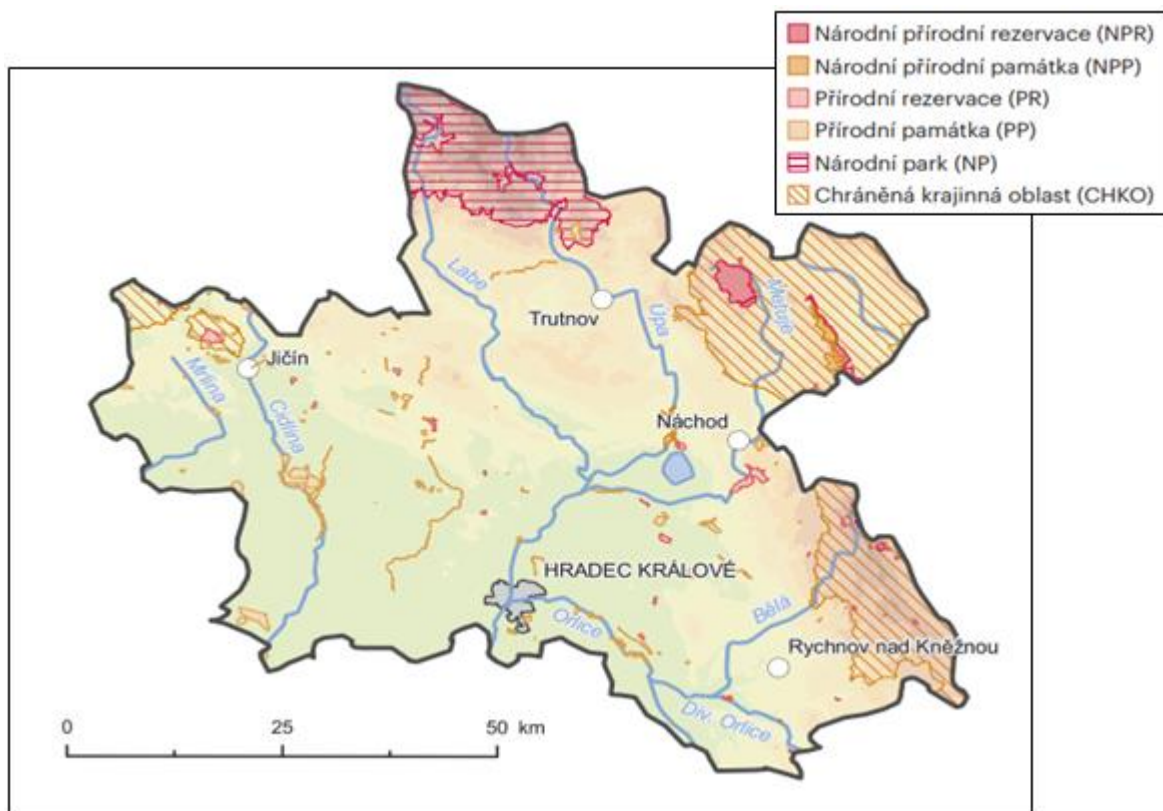 Národní přírodní rezervace (NPR)
Národní přírodní památka (NPP)
Přírodní rezervace (PR)
Přírodní památka (PP)
Národní park (NP)
Chráněná krajinná oblast (CHKO)
Labe
Metuje
Úpa
Trutnov
Jičín
Mrlina
Cidlina
Náchod
HRADEC KRÁLOVÉ
Orlice
Bělá
Rychnov nad Kněžnou
Div. Orlice
0 25 50 km